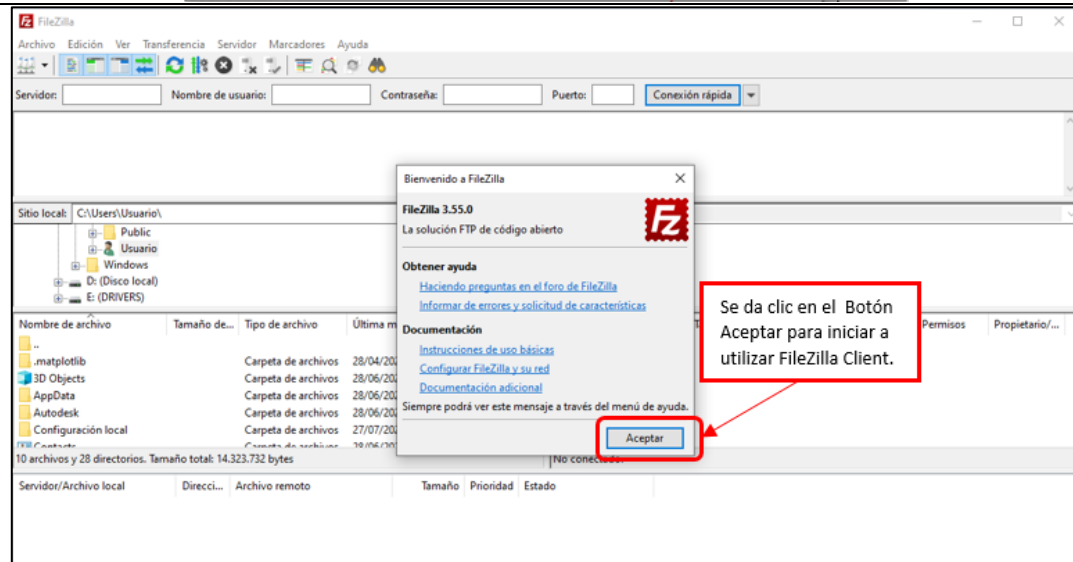 FileZilla
Archivo Edición Ver Transferencia Servidor Marcadores Ayuda
Servidor: Nombre de usuario: Contraseña: Puerto: Conexión rápida
Bienvenido a FileZilla
FileZilla 3.55.0
La solución FTP de código abierto
Obtener ayuda
Haciendo preguntas en el foro de FileZilla
Informar de errores y solicitud de características
Documentación
Instrucciones de uso básicas
Configurar FileZilla y su red
Documentación adicional
Siempre podrá ver este mensaje a través del menú de ayuda.
Aceptar
Se da clic en el Botón
Aceptar para iniciar a
utilizar FileZilla Client.
Sitio local: C:\Users\Usuario\
Public
Usuario
Windows
D: (Disco local)
E: (DRIVERS)
Nombre de archivo Tamaño de... Tipo de archivo Última m Permisos Propietario/...
..
.matplotlib Carpeta de archivos 28/04/20
3D Objects Carpeta de archivos 28/06/20
AppData Carpeta de archivos 28/06/20
Autodesk Carpeta de archivos 28/06/20
Configuración local Carpeta de archivos 27/07/20
Contacts Carpeta de archivos 28/06/20
10 archivos y 28 directorios. Tamaño total: 14.323.732 bytes
No conectado.
Servidor/Archivo local Direcci... Archivo remoto Tamaño Prioridad Estado